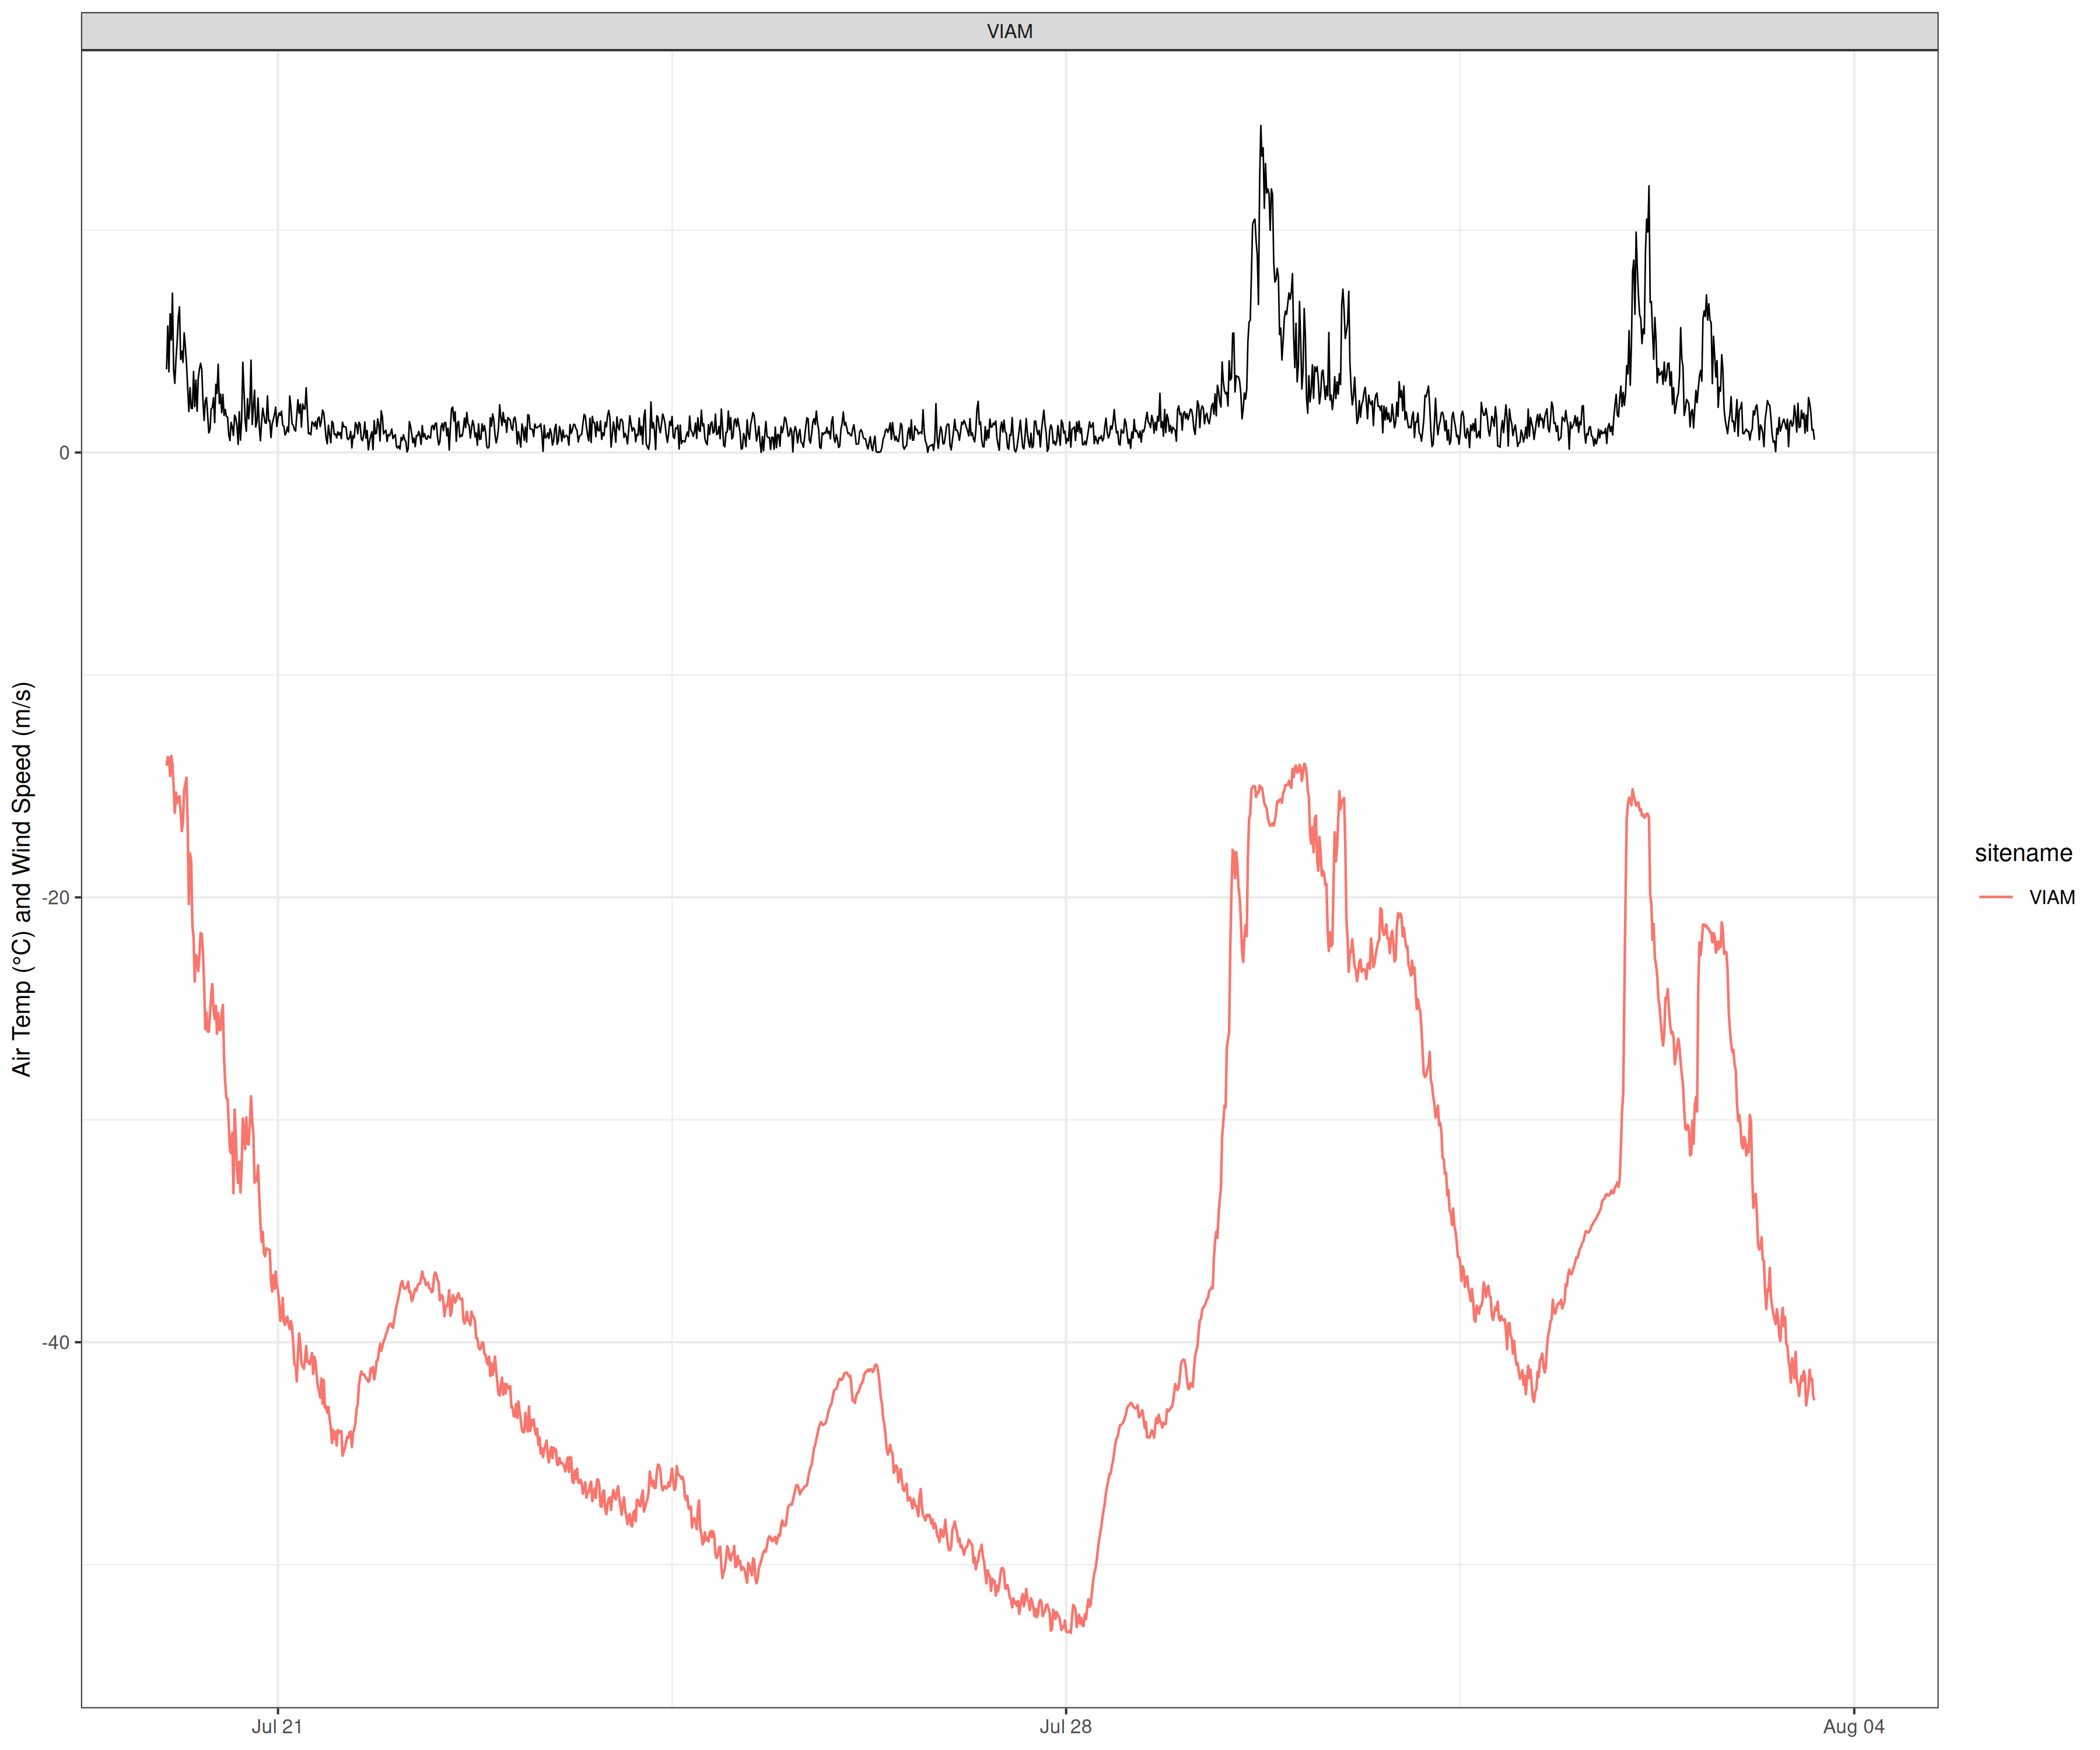 VIAM
Air Temp (°C) and Wind Speed (m/s)
0
-20
-40
Jul 21
Jul 28
Aug 04
sitename
VIAM